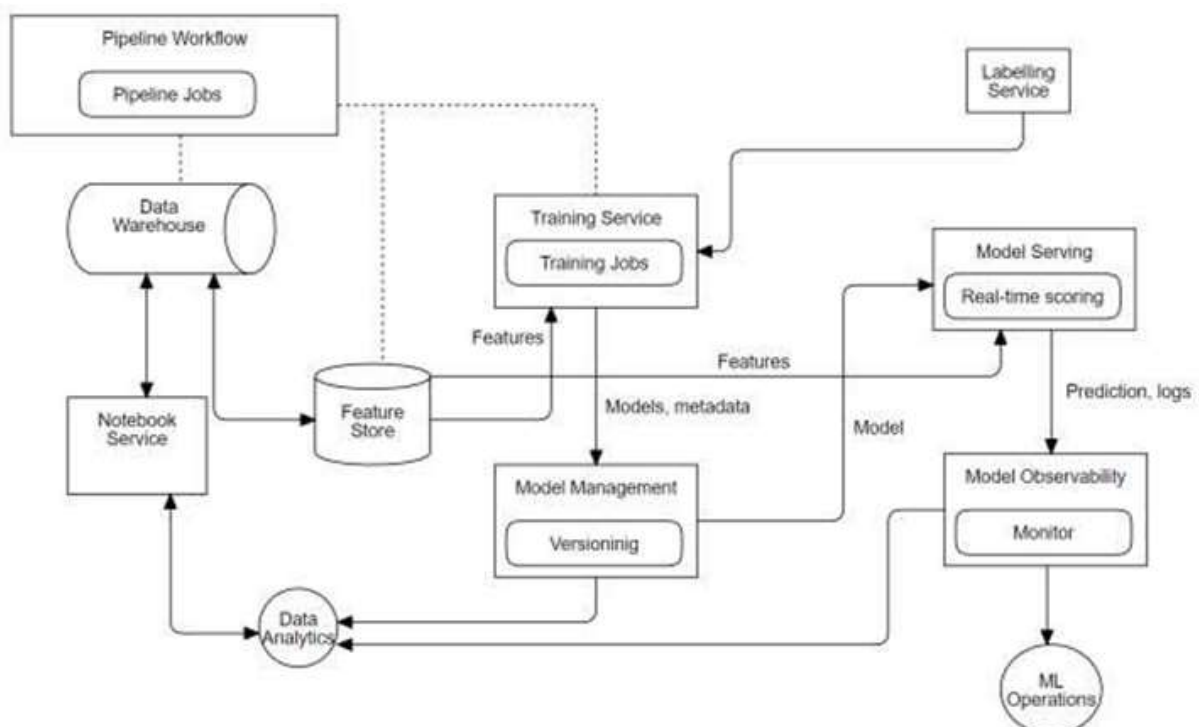 Pipeline Workflow
Pipeline Jobs
Labelling
Service
Data
Warehouse
Training Service
Training Jobs
Model Serving
Real-time scoring
Features
Features
Prediction, logs
Notebook
Service
Feature
Store
Models, metadata
Model
Model Management
Versioninig
Model Observability
Monitor
Data
Analytics
ML
Operations